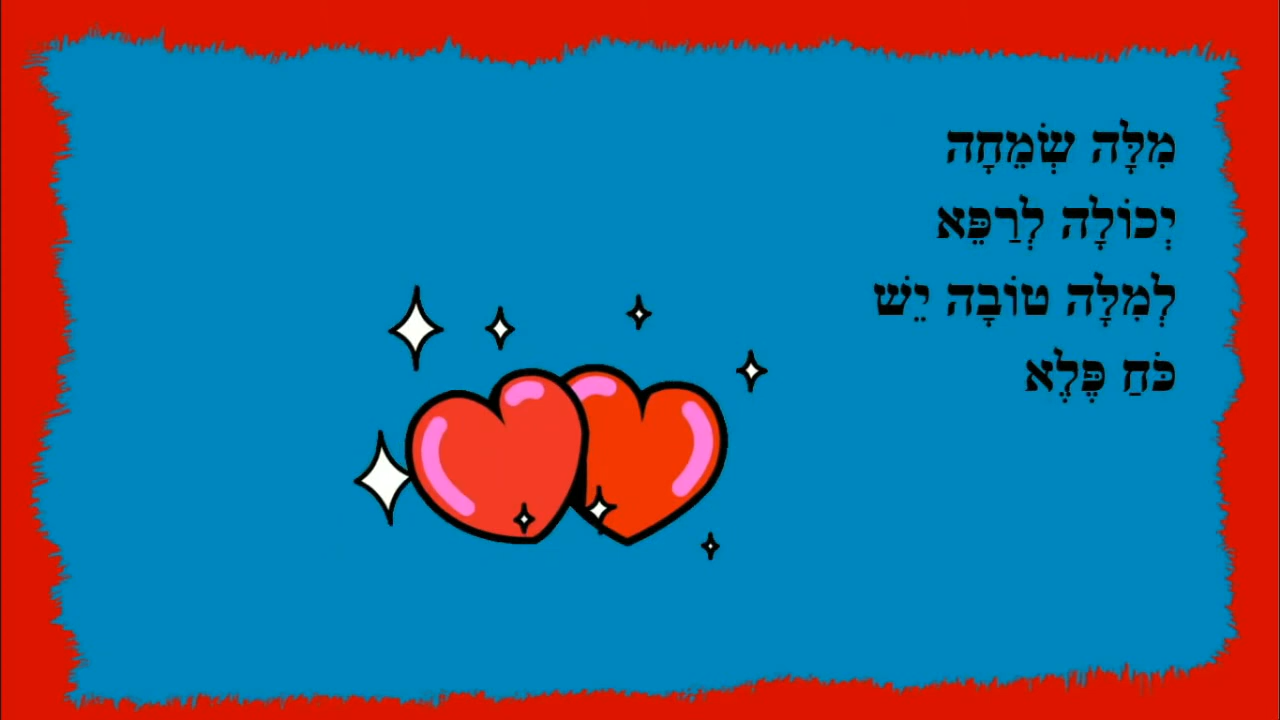 מִלָּה שְׂמֵחָה
יְכוֹלָה לְרַפֵּא
לְמִלָּה טוֹבָה יֵשׁ
כֹּחַ פֶּלֶא